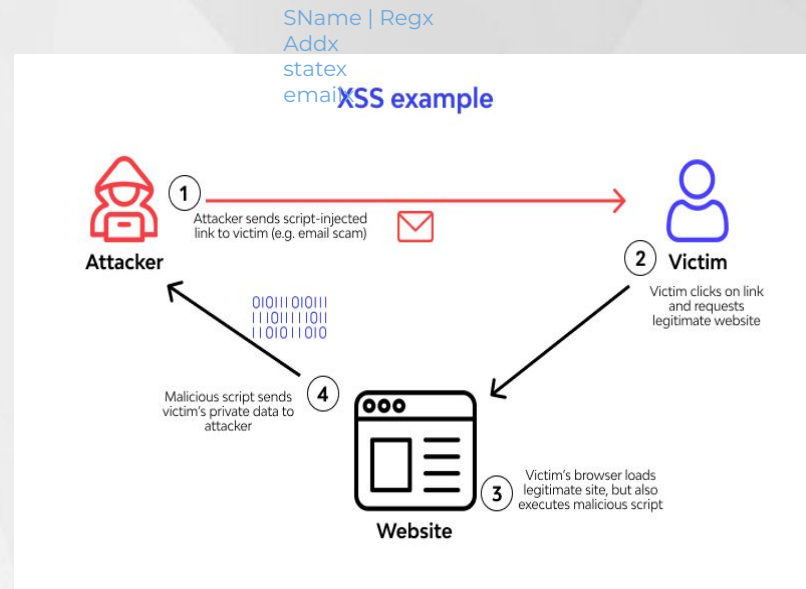 SName | Regx
Addx
statex
emailx
XSS example
1
Attacker sends script-injected
link to victim (e.g. email scam)
Attacker
2
Victim
Victim clicks on link
and requests
legitimate website
010111010111
111011111011
1101011010
4
Malicious script sends
victim's private data to
attacker
3
Victim's browser loads
legitimate site, but also
executes malicious script
Website